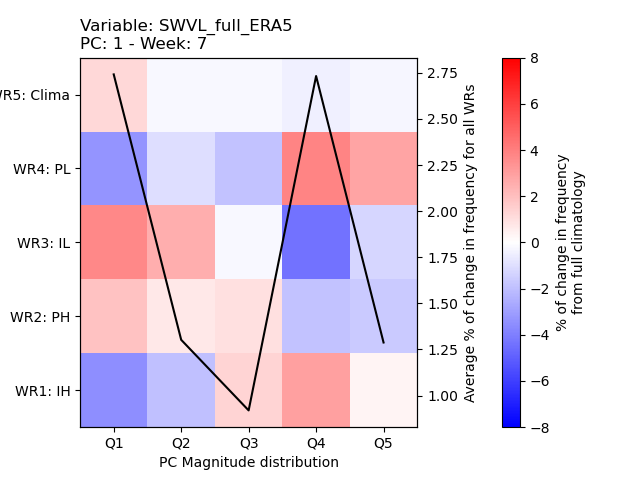 Variable: SWVL_full_ERA5
PC: 1 - Week: 7
WR5: Clima
WR4: PL
WR3: IL
WR2: PH
WR1: IH
Q1 Q2 Q3 Q4 Q5
PC Magnitude distribution
2.75
2.50
2.25
2.00
1.75
1.50
1.25
1.00
Average % of change in frequency for all WRs
8
6
4
2
0
−2
−4
−6
−8
% of change in frequency
from full climatology